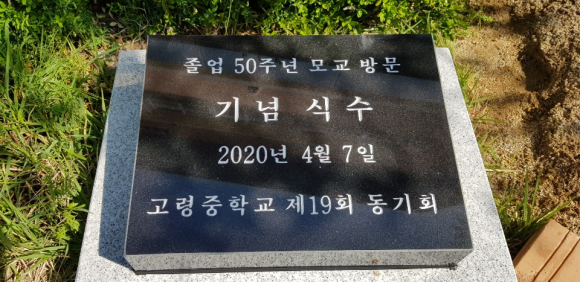 졸업 50주년 모교 방문
기념 식수
2020년 4월 7일
고령중학교 제19회 동기회